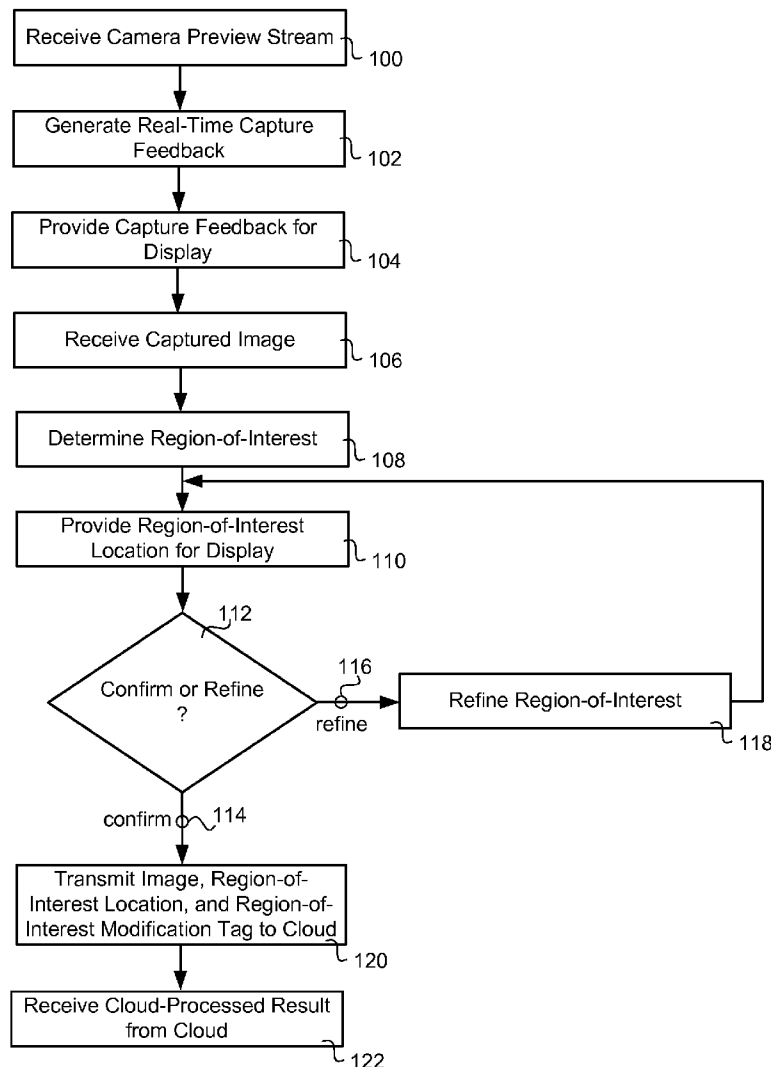 Receive Camera Preview Stream
100
Generate Real-Time Capture
Feedback
102
Provide Capture Feedback for
Display
104
Receive Captured Image
106
Determine Region-of-Interest
108
Provide Region-of-Interest
Location for Display
110
112
Confirm or Refine
?
116
refine
Refine Region-of-Interest
118
confirm
114
Transmit Image, Region-of-
Interest Location, and Region-of-
Interest Modification Tag to Cloud
120
Receive Cloud-Processed Result
from Cloud
122